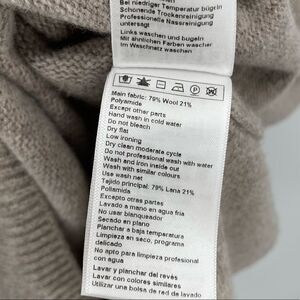 Bei niedriger Temperatur bügeln
Schonende Trockenreinigung
Professionelle Nassreinigung
untersagt
Links waschen und bügeln
Mit ähnlichen Farben waschen
Im Waschnetz waschen
Main fabric: 79% Wool 21%
Polyamide
Except other parts
Hand wash in cold water
Do not bleach
Dry flat
Low ironing
Dry clean moderate cycle
Do not professional wash with water
Wash and iron inside out
Wash with similar colours
Use wash net
Tejido principal: 79% Lana 21%
Poliamida
Excepto otras partes
Lavado a mano en agua fria
No usar blanqueador
Secado en plano
Planchar a baja temperatura
Limpieza en seco, programa
delicado
No apto para limpieza profesional
con agua
Lavar y planchar del revés
Lavar con colores similares
Utilizar una bolsa de red de lavado